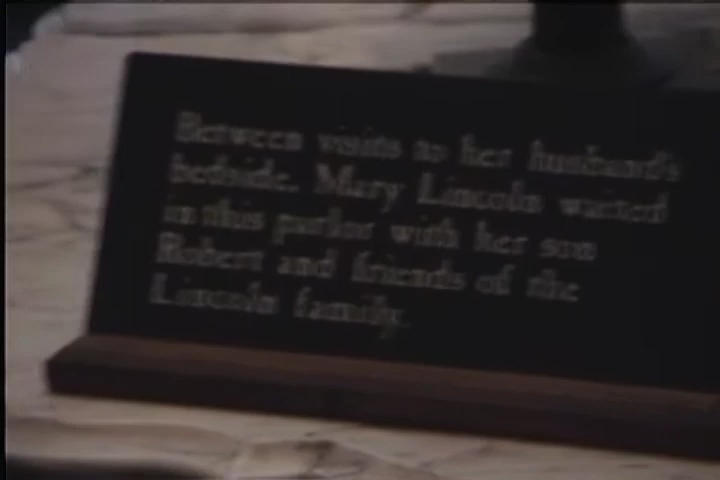 Between visits to her husband's
bedside, Mary Lincoln waited
in this parlor with her son
Robert and friends of the
Lincoln family.